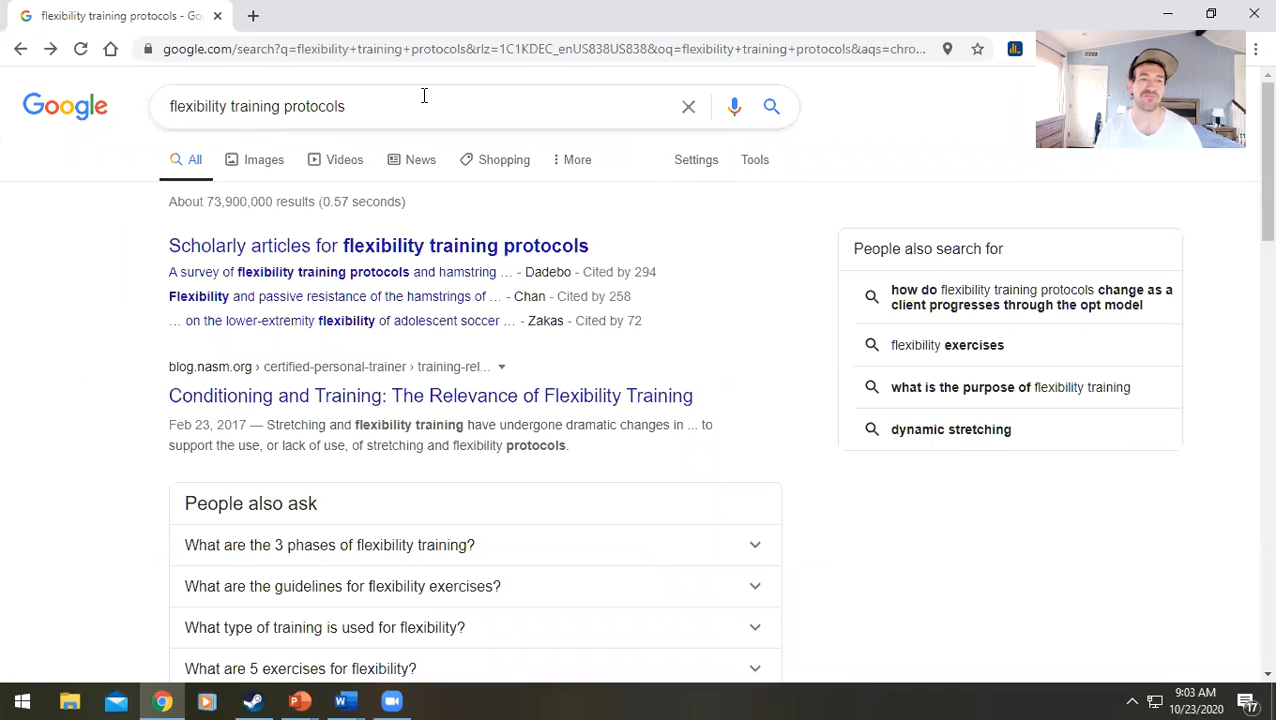 flexibility training protocols - Go
google.com/search?q=flexibility+training+protocols&rlz=1C1KDEC_enUS838US838&oq=flexibility+training+protocols&aqs=chro...
Google
flexibility training protocols
All
Images
Videos
News
Shopping
More
Settings
Tools
About 73,900,000 results (0.57 seconds)
Scholarly articles for flexibility training protocols
A survey of flexibility training protocols and hamstring ... - Dadebo - Cited by 294
Flexibility and passive resistance of the hamstrings of ... - Chan - Cited by 258
... on the lower-extremity flexibility of adolescent soccer ... - Zakas - Cited by 72
blog.nasm.org › certified-personal-trainer › training-rel...
Conditioning and Training: The Relevance of Flexibility Training
Feb 23, 2017 — Stretching and flexibility training have undergone dramatic changes in ... to
support the use, or lack of use, of stretching and flexibility protocols.
People also ask
What are the 3 phases of flexibility training?
What are the guidelines for flexibility exercises?
What type of training is used for flexibility?
What are 5 exercises for flexibility?
People also search for
how do flexibility training protocols change as a
client progresses through the opt model
flexibility exercises
what is the purpose of flexibility training
dynamic stretching
9:03 AM
10/23/2020
17